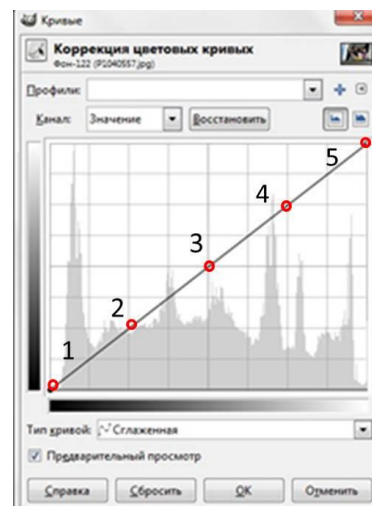 Кривые
Коррекция цветовых кривых
Фон-122 (P1040557.jpg)
Профили:
Канал: Значение Восстановить
5
4
3
2
1
Тип кривой: Сглаженная
Предварительный просмотр
Справка Сбросить OK Отменить